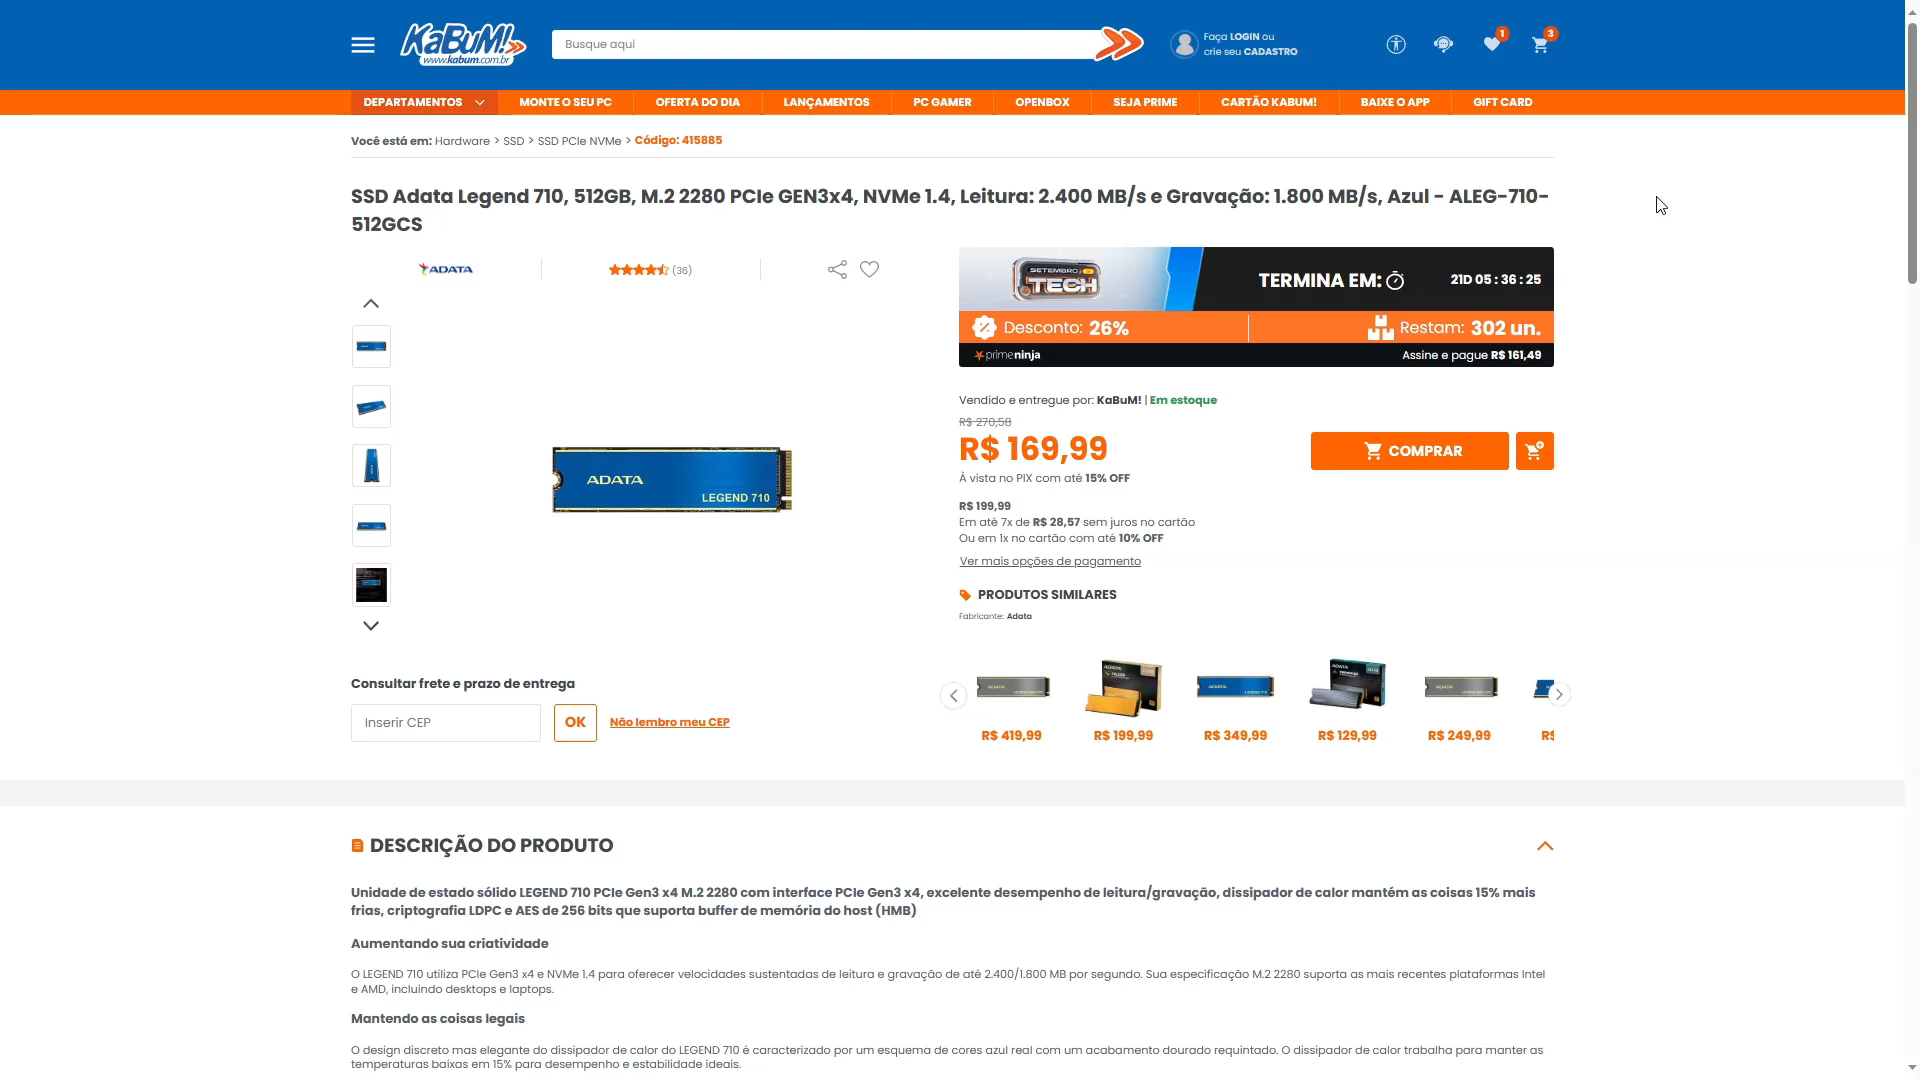 KaBuM!
www.kabum.com.br
Busque aqui
Faça LOGIN ou
crie seu CADASTRO
1
3
DEPARTAMENTOS
MONTE O SEU PC
OFERTA DO DIA
LANÇAMENTOS
PC GAMER
OPENBOX
SEJA PRIME
CARTÃO KABUM!
BAIXE O APP
GIFT CARD
Você está em: Hardware > SSD > SSD PCIe NVMe > Código: 415885
SSD Adata Legend 710, 512GB, M.2 2280 PCIe GEN3x4, NVMe 1.4, Leitura: 2.400 MB/s e Gravação: 1.800 MB/s, Azul - ALEG-710-
512GCS
ADATA
(36)
SETEMBRO
TECH
TERMINA EM:
21D 05 : 36 : 25
Desconto: 26%
Restam: 302 un.
primeninja
Assine e pague R$ 161,49
Vendido e entregue por: KaBuM! | Em estoque
R$ 270,58
R$ 169,99
COMPRAR
À vista no PIX com até 15% OFF
R$ 199,99
Em até 7x de R$ 28,57 sem juros no cartão
Ou em 1x no cartão com até 10% OFF
Ver mais opções de pagamento
ADATA
LEGEND 710
PRODUTOS SIMILARES
Fabricante: Adata
Consultar frete e prazo de entrega
Inserir CEP
OK
Não lembro meu CEP
R$ 419,99
R$ 199,99
R$ 349,99
R$ 129,99
R$ 249,99
R$
DESCRIÇÃO DO PRODUTO
Unidade de estado sólido LEGEND 710 PCIe Gen3 x4 M.2 2280 com interface PCIe Gen3 x4, excelente desempenho de leitura/gravação, dissipador de calor mantém as coisas 15% mais
frias, criptografia LDPC e AES de 256 bits que suporta buffer de memória do host (HMB)
Aumentando sua criatividade
O LEGEND 710 utiliza PCIe Gen3 x4 e NVMe 1.4 para oferecer velocidades sustentadas de leitura e gravação de até 2.400/1.800 MB por segundo. Sua especificação M.2 2280 suporta as mais recentes plataformas Intel
e AMD, incluindo desktops e laptops.
Mantendo as coisas legais
O design discreto mas elegante do dissipador de calor do LEGEND 710 é caracterizado por um esquema de cores azul real com um acabamento dourado requintado. O dissipador de calor trabalha para manter as
temperaturas baixas em 15% para desempenho e estabilidade ideais.